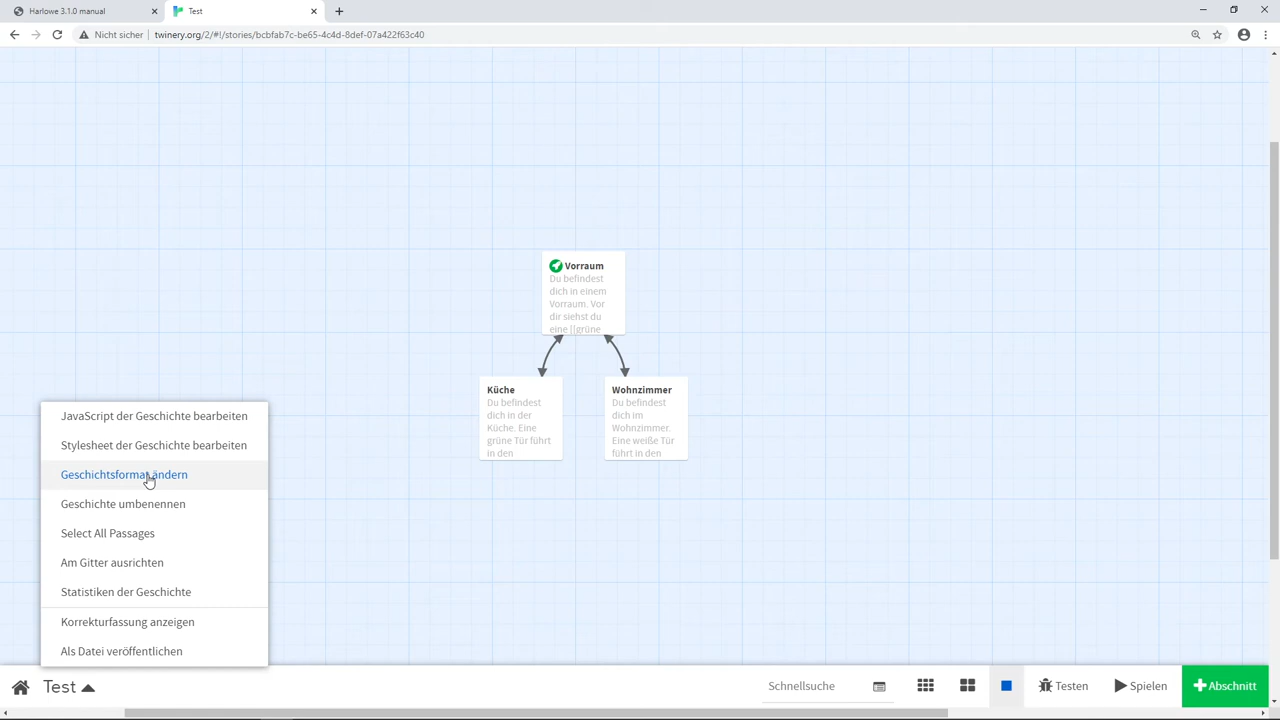 Harlowe 3.1.0 manual
Test
Nicht sicher
twinery.org/2/#!/stories/bcbfab7c-be65-4c4d-8def-07a422f63c40
Vorraum
Du befindest
dich in einem
Vorraum. Vor
dir siehst du
eine [[grüne
Küche
Du befindest
dich in der
Küche. Eine
grüne Tür führt
in den
Wohnzimmer
Du befindest
dich im
Wohnzimmer.
Eine weiße Tür
führt in den
JavaScript der Geschichte bearbeiten
Stylesheet der Geschichte bearbeiten
Geschichtsformat ändern
Geschichte umbenennen
Select All Passages
Am Gitter ausrichten
Statistiken der Geschichte
Korrekturfassung anzeigen
Als Datei veröffentlichen
Test
Schnellsuche
Testen
Spielen
Abschnitt